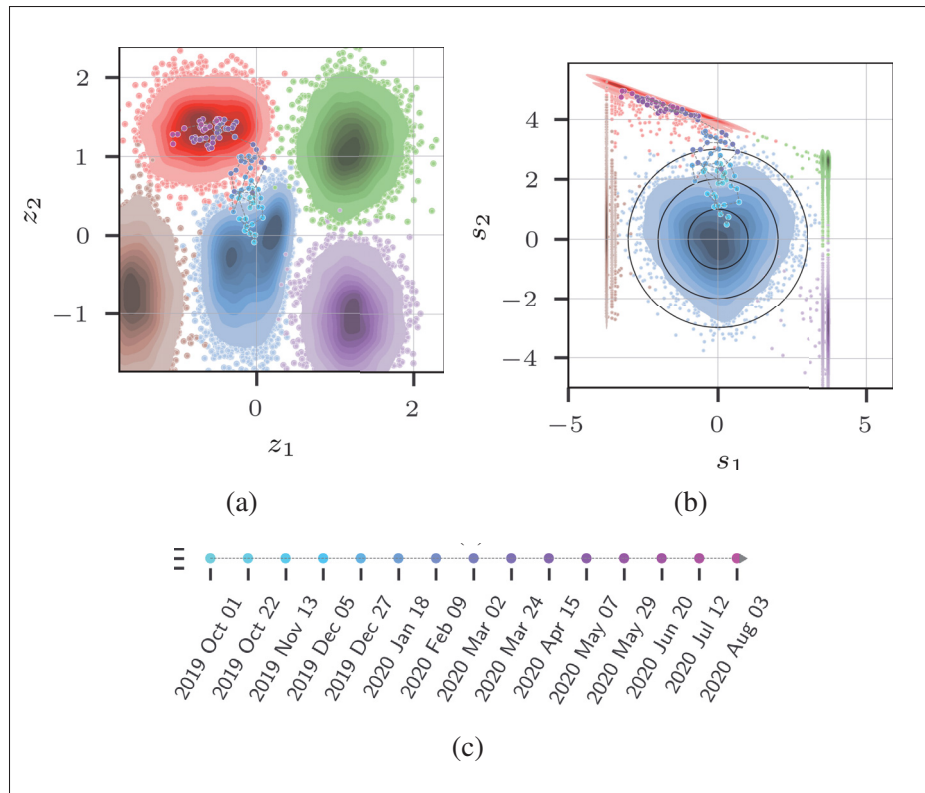 2
1
0
−1
z₂
0
2
z₁
(a)
4
2
0
−2
−4
s₂
−5
0
5
s₁
(b)
2019 Oct 01
2019 Oct 22
2019 Nov 13
2019 Dec 05
2019 Dec 27
2020 Jan 18
2020 Feb 09
2020 Mar 02
2020 Mar 24
2020 Apr 15
2020 May 07
2020 May 29
2020 Jun 20
2020 Jul 12
2020 Aug 03
(c)